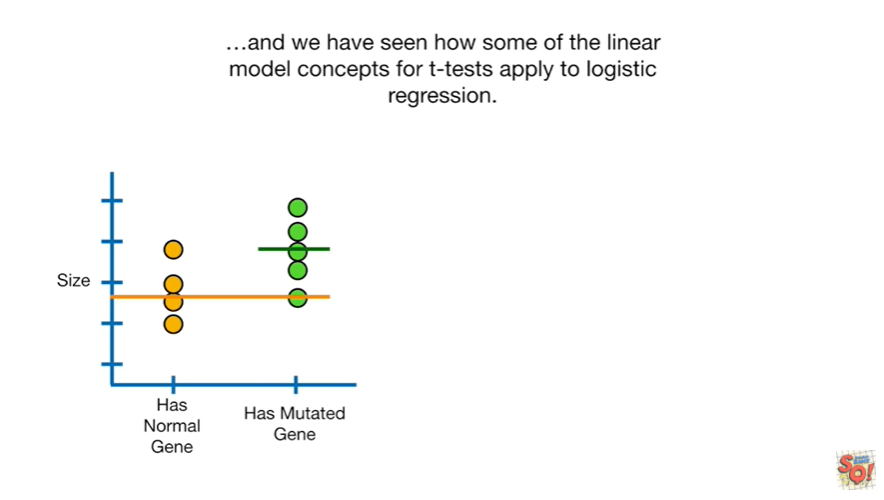 …and we have seen how some of the linear
model concepts for t-tests apply to logistic
regression.
Size
Has
Normal
Gene
Has Mutated
Gene
SQ!